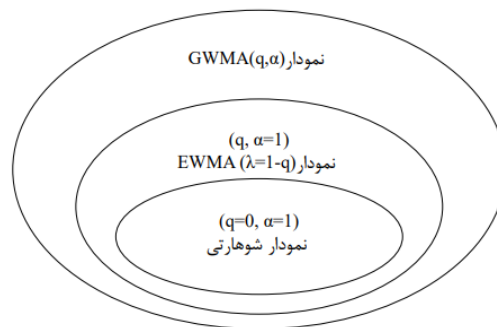 نمودار GWMA(q,α)
(q, α=1)
نمودار EWMA (λ=1-q)
(q=0, α=1)
نمودار شوهارتی